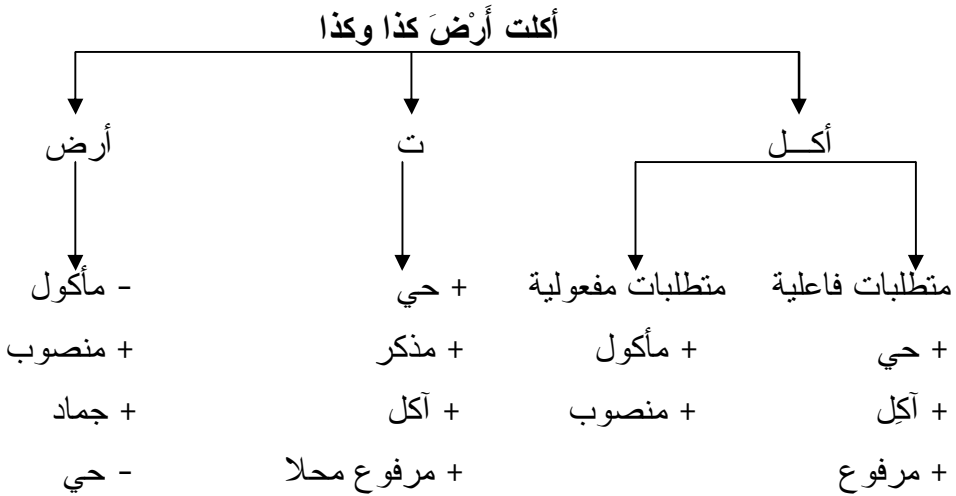 أكلت أَرْضَ كذا وكذا
أكــل ت أرض
متطلبات فاعلية متطلبات مفعولية + حي - مأكول
+ حي + مأكول + مذكر + منصوب
+ آكِل + منصوب + آكل + جماد
+ مرفوع + مرفوع محلا - حي